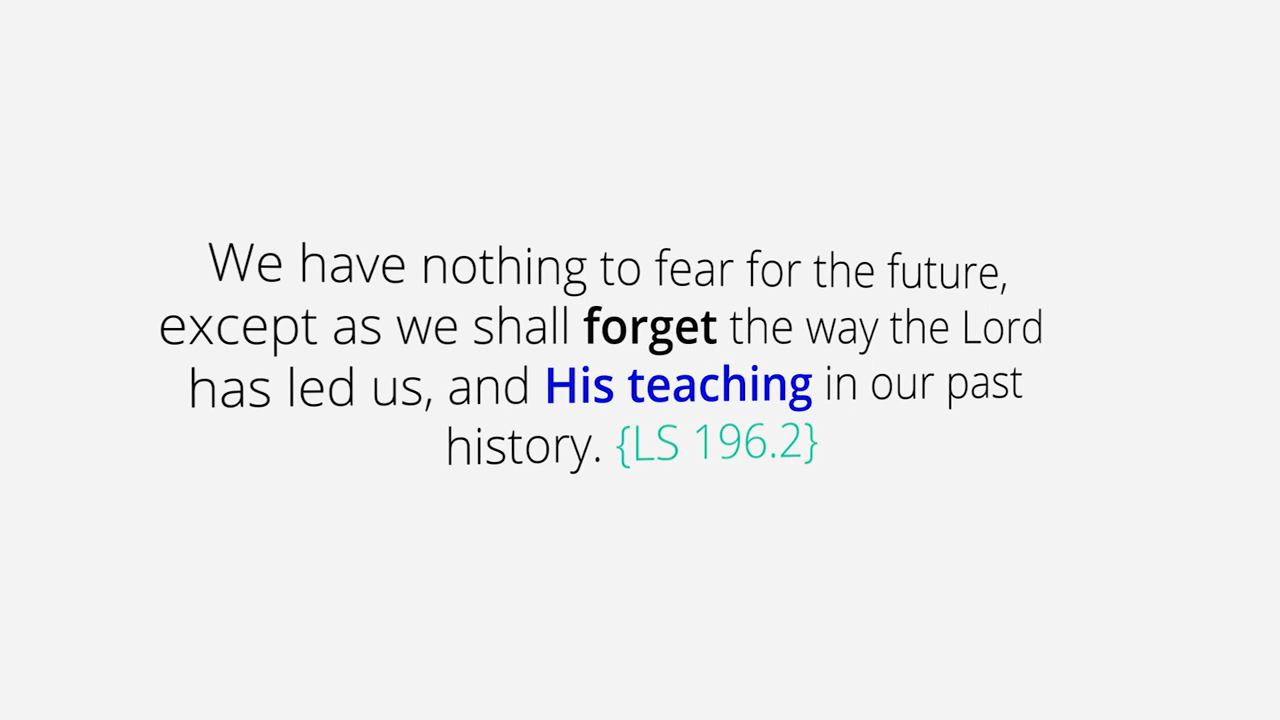 We have nothing to fear for the future,
except as we shall forget the way the Lord
has led us, and His teaching in our past
history. {LS 196.2}